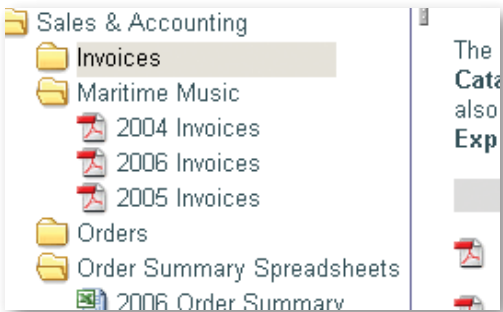 Sales & Accounting
Invoices
Maritime Music
2004 Invoices
2006 Invoices
2005 Invoices
Orders
Order Summary Spreadsheets
2006 Order Summary
The
Cata
also
Exp